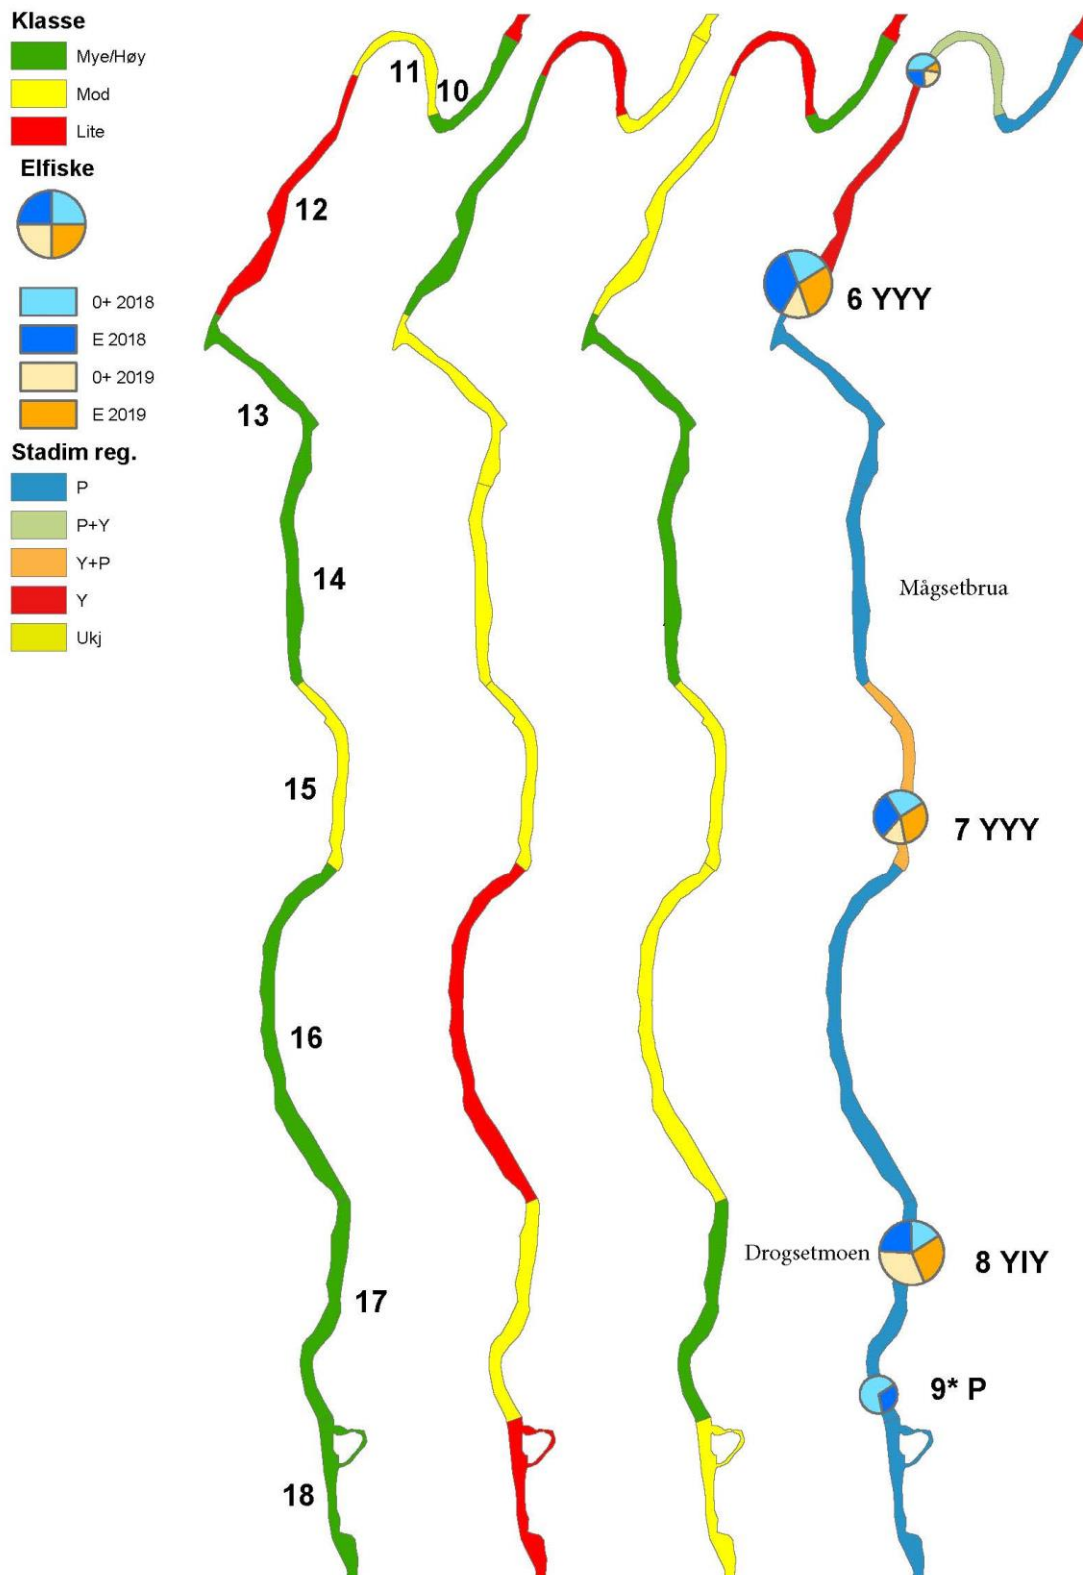 Klasse
Mye/Høy
Mod
Lite
Elfiske
0+ 2018
E 2018
0+ 2019
E 2019
Stadim reg.
P
P+Y
Y+P
Y
Ukj
11
10
12
6 YYY
13
14
Mågsetbrua
15
7 YYY
16
Drogsetmoen
8 YIY
17
9* P
18